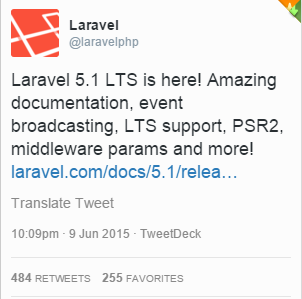 Laravel
@laravelphp
Laravel 5.1 LTS is here! Amazing
documentation, event
broadcasting, LTS support, PSR2,
middleware params and more!
laravel.com/docs/5.1/relea…
Translate Tweet
10:09pm · 9 Jun 2015 · TweetDeck
484 RETWEETS 255 FAVORITES